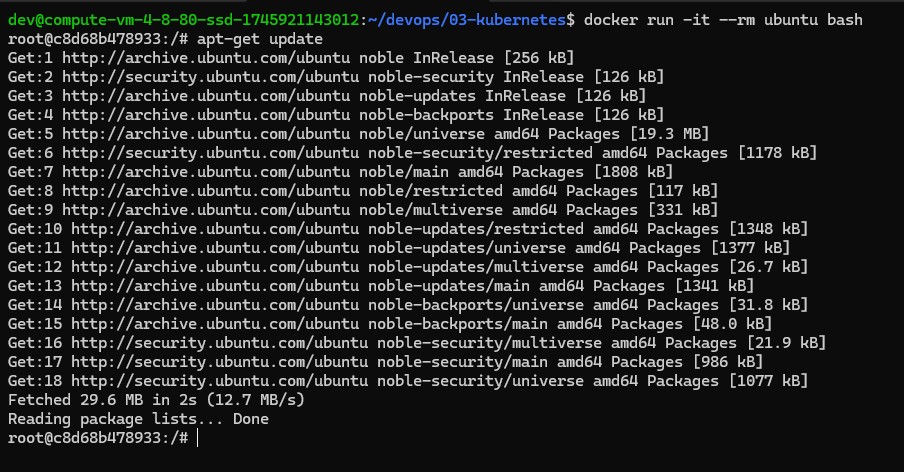 dev@compute-vm-4-8-80-ssd-1745921143012:~/devops/03-kubernetes$ docker run -it --rm ubuntu bash
root@c8d68b478933:/# apt-get update
Get:1 http://archive.ubuntu.com/ubuntu noble InRelease [256 kB]
Get:2 http://security.ubuntu.com/ubuntu noble-security InRelease [126 kB]
Get:3 http://archive.ubuntu.com/ubuntu noble-updates InRelease [126 kB]
Get:4 http://archive.ubuntu.com/ubuntu noble-backports InRelease [126 kB]
Get:5 http://archive.ubuntu.com/ubuntu noble/universe amd64 Packages [19.3 MB]
Get:6 http://security.ubuntu.com/ubuntu noble-security/restricted amd64 Packages [1178 kB]
Get:7 http://archive.ubuntu.com/ubuntu noble/main amd64 Packages [1808 kB]
Get:8 http://archive.ubuntu.com/ubuntu noble/restricted amd64 Packages [117 kB]
Get:9 http://archive.ubuntu.com/ubuntu noble/multiverse amd64 Packages [331 kB]
Get:10 http://archive.ubuntu.com/ubuntu noble-updates/restricted amd64 Packages [1348 kB]
Get:11 http://archive.ubuntu.com/ubuntu noble-updates/universe amd64 Packages [1377 kB]
Get:12 http://archive.ubuntu.com/ubuntu noble-updates/multiverse amd64 Packages [26.7 kB]
Get:13 http://archive.ubuntu.com/ubuntu noble-updates/main amd64 Packages [1341 kB]
Get:14 http://archive.ubuntu.com/ubuntu noble-backports/universe amd64 Packages [31.8 kB]
Get:15 http://archive.ubuntu.com/ubuntu noble-backports/main amd64 Packages [48.0 kB]
Get:16 http://security.ubuntu.com/ubuntu noble-security/multiverse amd64 Packages [21.9 kB]
Get:17 http://security.ubuntu.com/ubuntu noble-security/main amd64 Packages [986 kB]
Get:18 http://security.ubuntu.com/ubuntu noble-security/universe amd64 Packages [1077 kB]
Fetched 29.6 MB in 2s (12.7 MB/s)
Reading package lists... Done
root@c8d68b478933:/#